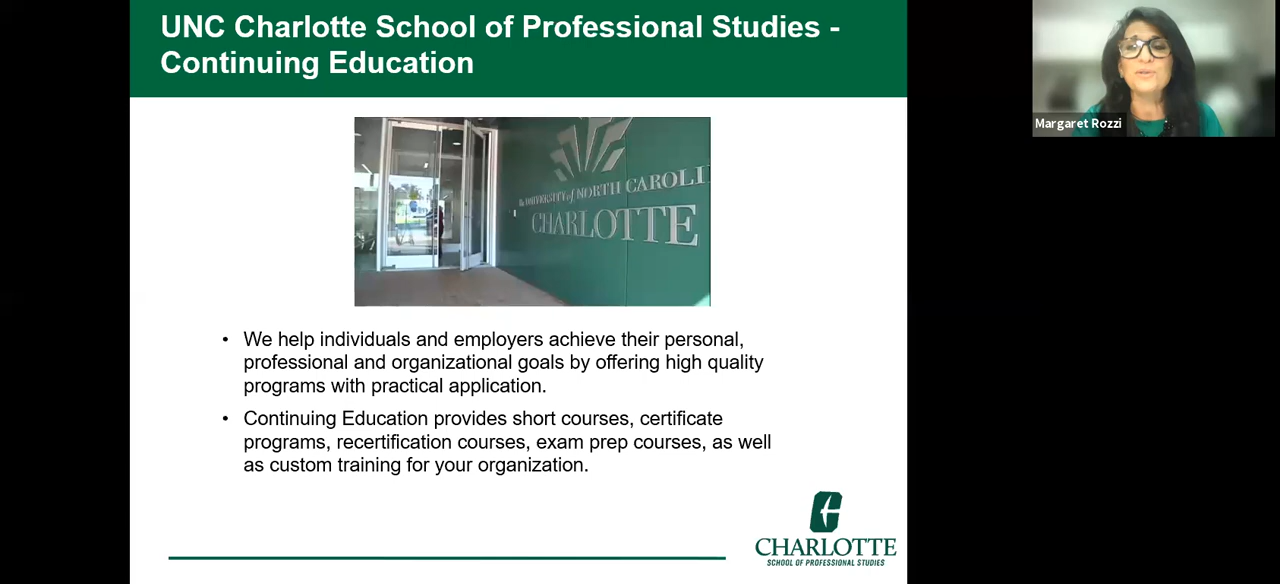 UNC Charlotte School of Professional Studies -
Continuing Education
Margaret Rozzi
The UNIVERSITY of NORTH CAROLI
CHARLOTTE
• We help individuals and employers achieve their personal,
professional and organizational goals by offering high quality
programs with practical application.
• Continuing Education provides short courses, certificate
programs, recertification courses, exam prep courses, as well
as custom training for your organization.
CHARLOTTE
SCHOOL OF PROFESSIONAL STUDIES